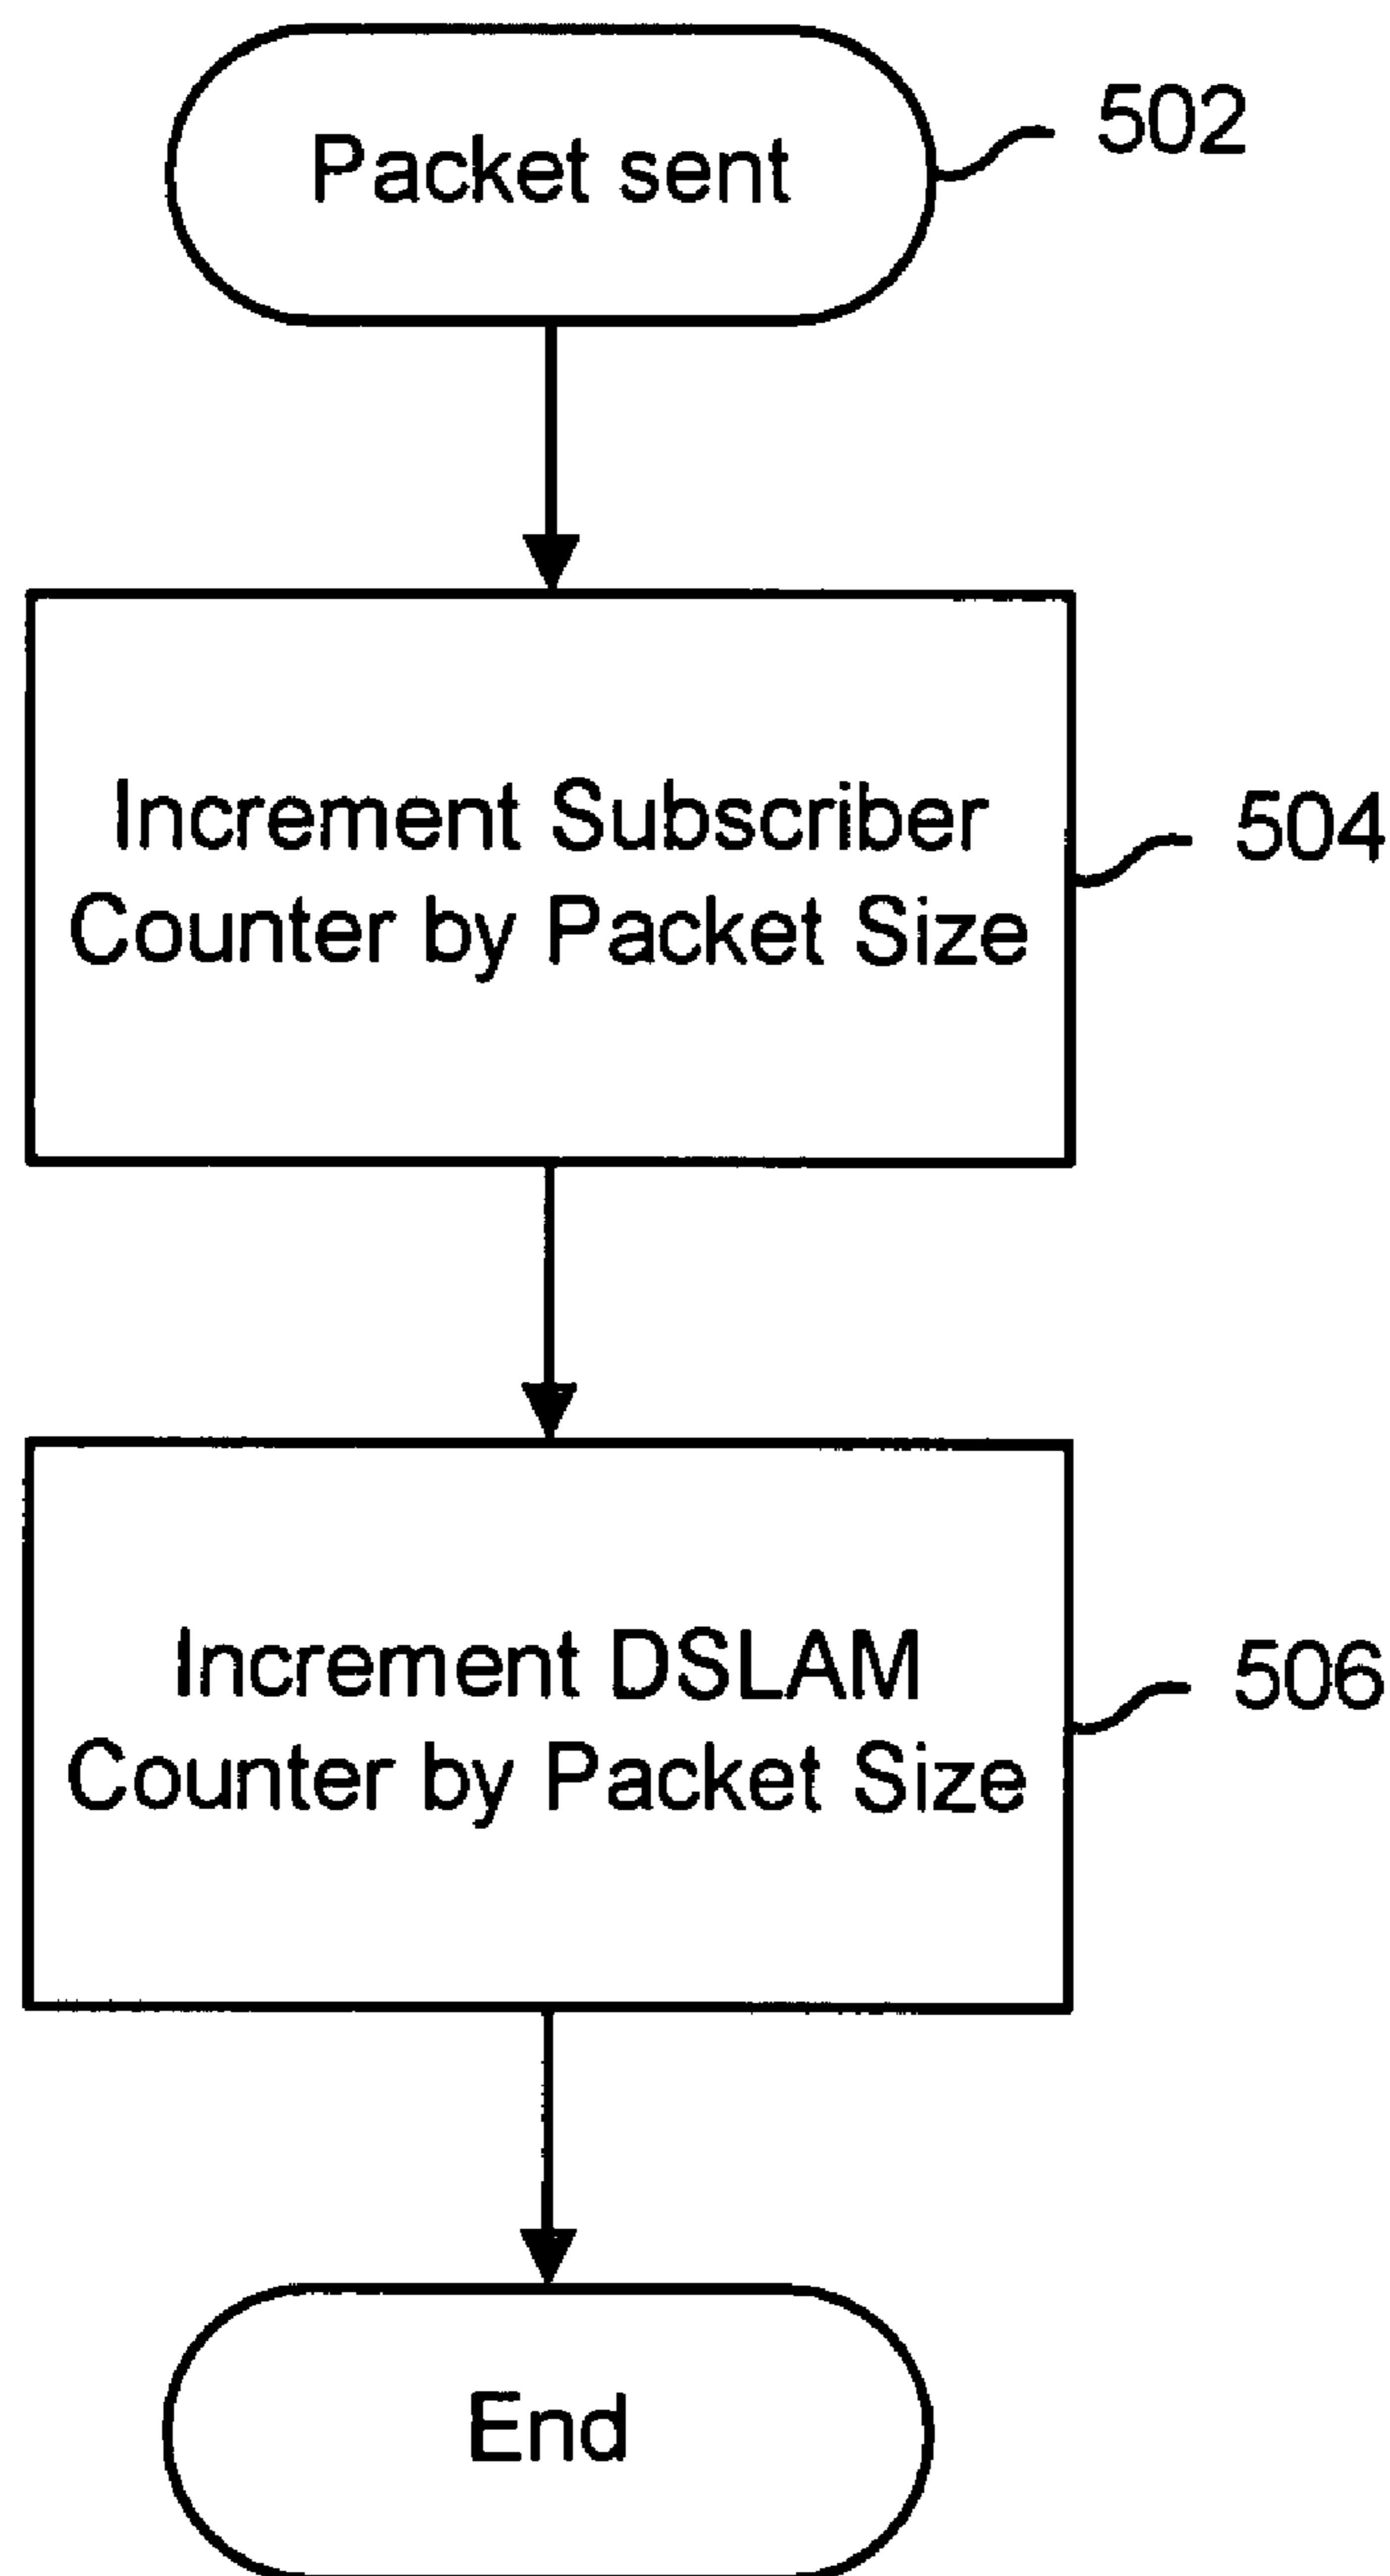 Packet sent
502
Increment Subscriber
Counter by Packet Size
504
Increment DSLAM
Counter by Packet Size
506
End